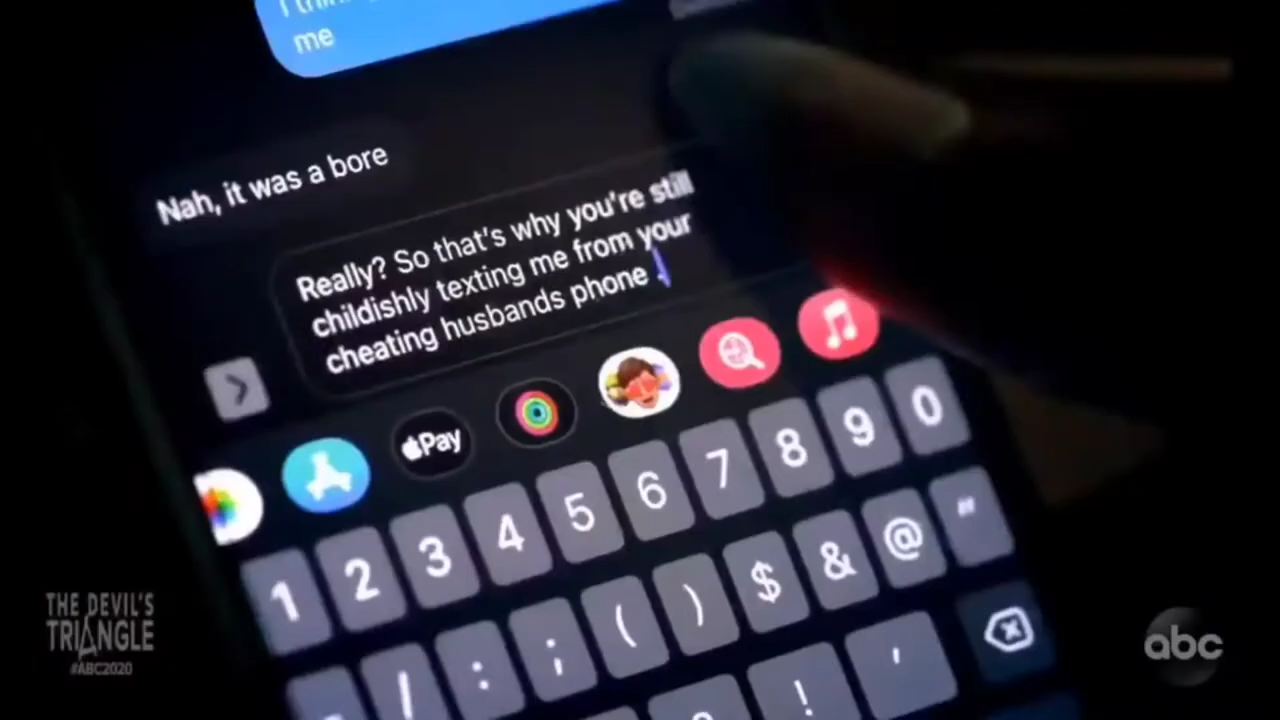 me
Nah, it was a bore
Really? So that's why you're still
childishly texting me from your
cheating husbands phone .
Pay
1 2 3 4 5 6 7 8 9 0
/ : ; ( ) $ & @ "
! '
THE DEVIL'S
TRIANGLE
#ABC2020
abc